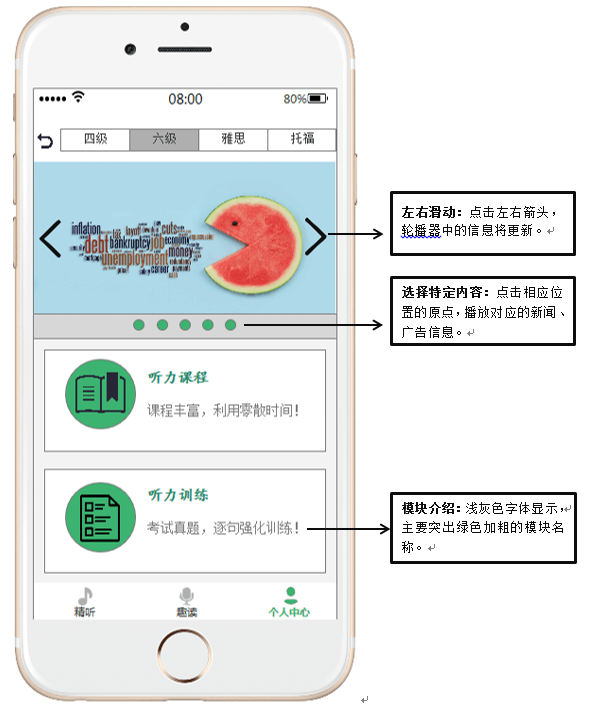 08:00
80%
四级
六级
雅思
托福
inflation
layoff
cuts
debt
bankruptcy
job
economy
unemployment
money
career
payments
左右滑动：点击左右箭头，
轮播器中的信息将更新。
选择特定内容：点击相应位
置的原点，播放对应的新闻、
广告信息。
听力课程
课程丰富，利用零散时间！
听力训练
考试真题，逐句强化训练！
模块介绍：浅灰色字体显示，
主要突出绿色加粗的模块名
称。
精听
趣读
个人中心